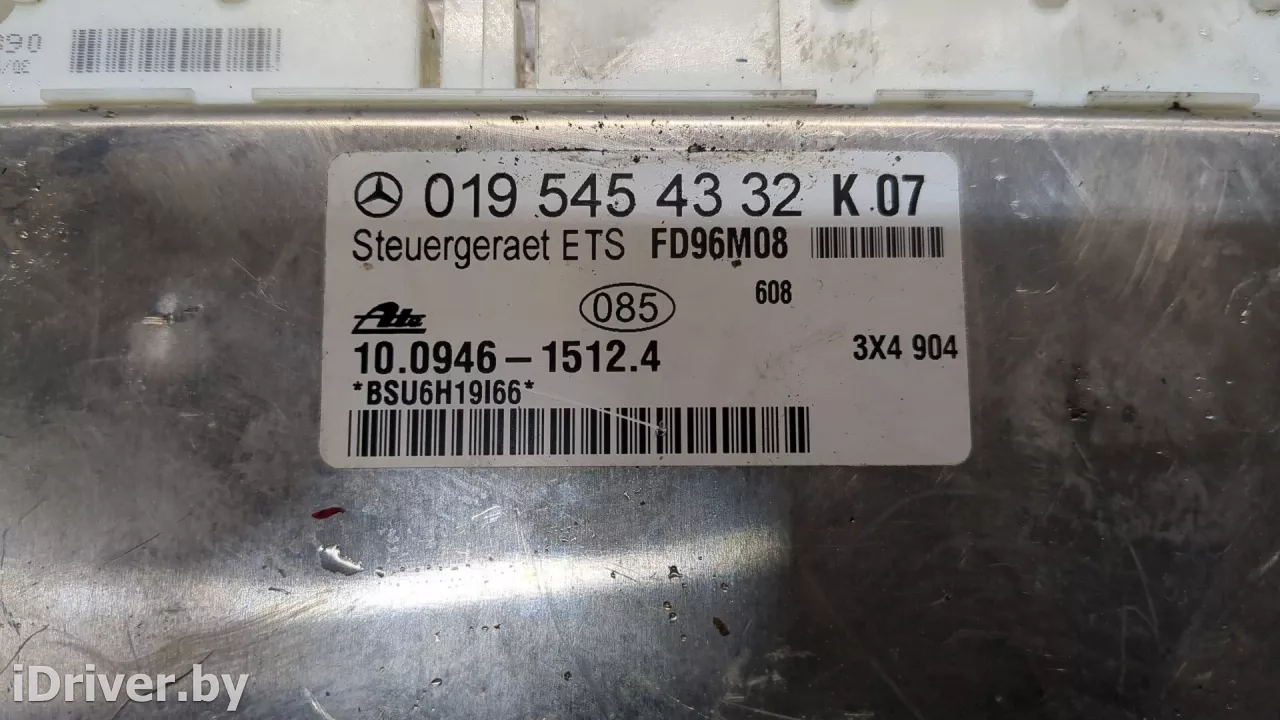 019 545 43 32 K 07
Steuergeraet ETS FD96M08
085 608
Ate
10.0946-1512.4 3X4 904
*BSU6H19I66*
iDriver.by